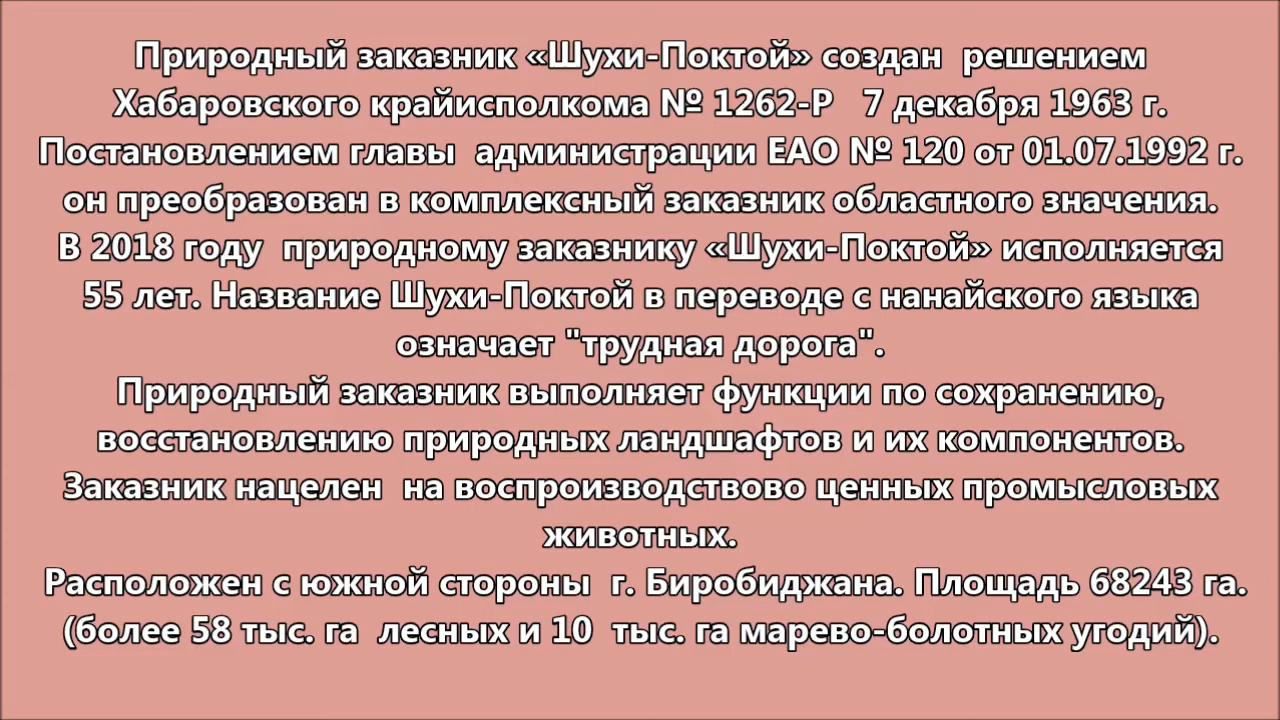 Природный заказник «Шухи-Поктой» создан решением
Хабаровского крайисполкома № 1262-Р 7 декабря 1963 г.
Постановлением главы администрации ЕАО № 120 от 01.07.1992 г.
он преобразован в комплексный заказник областного значения.
В 2018 году природному заказнику «Шухи-Поктой» исполняется
55 лет. Название Шухи-Поктой в переводе с нанайского языка
означает "трудная дорога".
Природный заказник выполняет функции по сохранению,
восстановлению природных ландшафтов и их компонентов.
Заказник нацелен на воспроизводствово ценных промысловых
животных.
Расположен с южной стороны г. Биробиджана. Площадь 68243 га.
(более 58 тыс. га лесных и 10 тыс. га марево-болотных угодий).